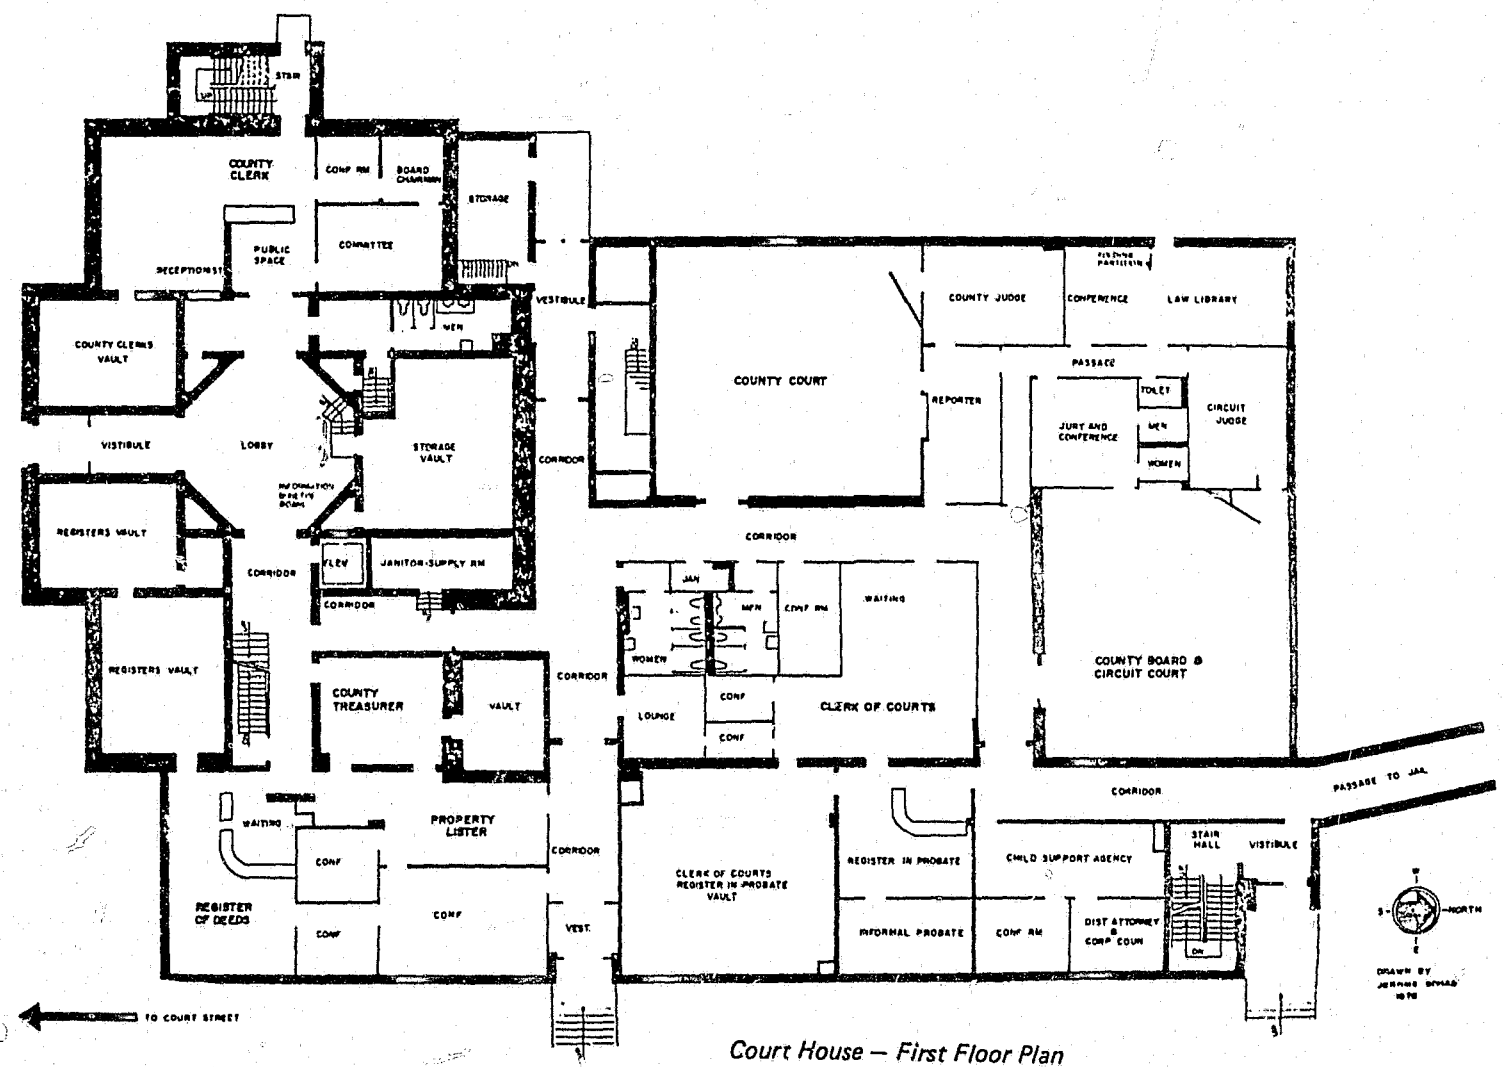 STAIR
UP
COUNTY
CLERK
CONF RM
BOARD
CHAIRMAN
STORAGE
PUBLIC
SPACE
COMMITTEE
RECEPTIONIST
DN
VESTIBULE
MEN
COUNTY CLERKS
VAULT
COUNTY JUDGE
CONFERENCE
FOLDING
PARTITION
LAW LIBRARY
PASSAGE
COUNTY COURT
REPORTER
TOILET
CIRCUIT
JUDGE
JURY AND
CONFERENCE
MEN
WOMEN
VISTIBULE
LOBBY
STORAGE
VAULT
CORRIDOR
INFORMATION
REGISTERS VAULT
CORRIDOR
ELEV
JANITOR-SUPPLY RM
CORRIDOR
CORRIDOR
JAN
MEN
CONF RM
WAITING
WOMEN
REGISTERS VAULT
COUNTY
TREASURER
VAULT
CORRIDOR
LOUNGE
CONF
CONF
CLERK OF COURTS
COUNTY BOARD &
CIRCUIT COURT
PASSAGE TO JAIL
CORRIDOR
WAITING
PROPERTY
LISTER
CONF
CORRIDOR
CLERK OF COURTS
REGISTER IN PROBATE
VAULT
REGISTER IN PROBATE
CHILD SUPPORT AGENCY
STAIR
HALL
VISTIBULE
REGISTER
OF DEEDS
CONF
CONF
VEST.
INFORMAL PROBATE
CONF RM
DIST ATTORNEY
&
CORP COUN
DN
W
S
NORTH
E
DRAWN BY
TO COURT STREET
Court House — First Floor Plan